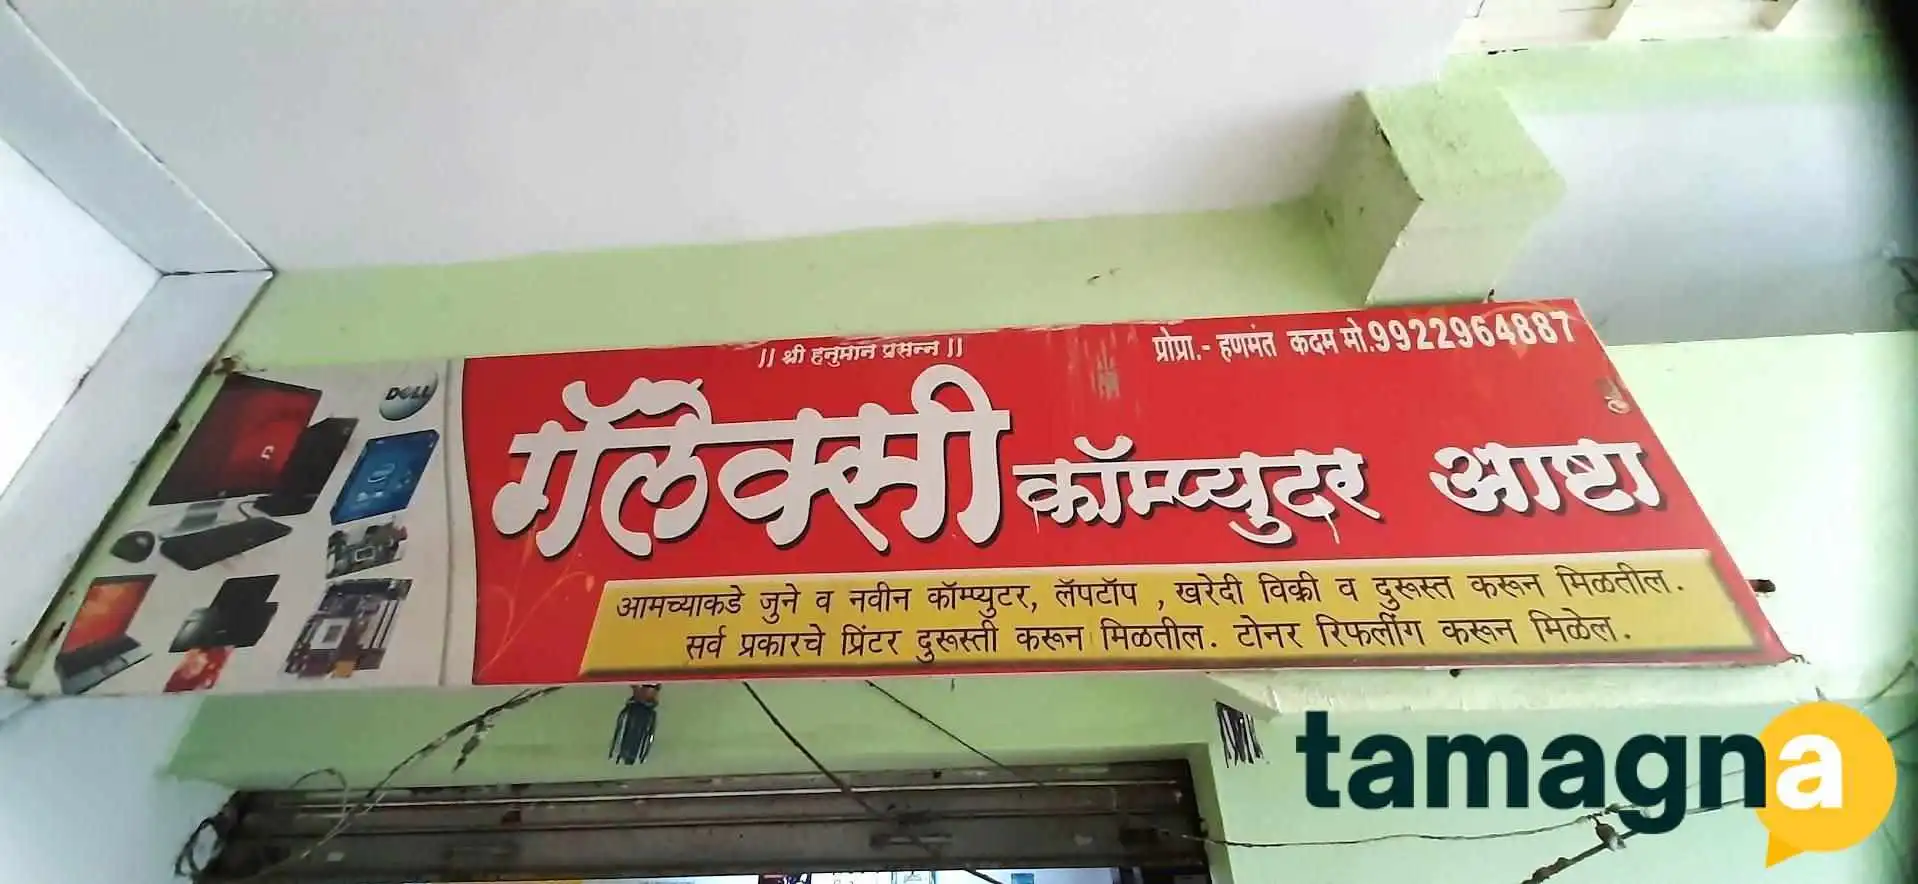 || श्री हनुमान प्रसन्न ||
प्रोप्रा.- हणमंत कदम मो.9922964887
DELL
गॅलेक्सी कॉम्प्युटर आष्टा
आमच्याकडे जुने व नवीन कॉम्प्युटर, लॅपटॉप , खरेदी विक्री व दुरूस्त करून मिळतील.
सर्व प्रकारचे प्रिंटर दुरूस्ती करून मिळतील. टोनर रिफलींग करून मिळेल.
tamagna